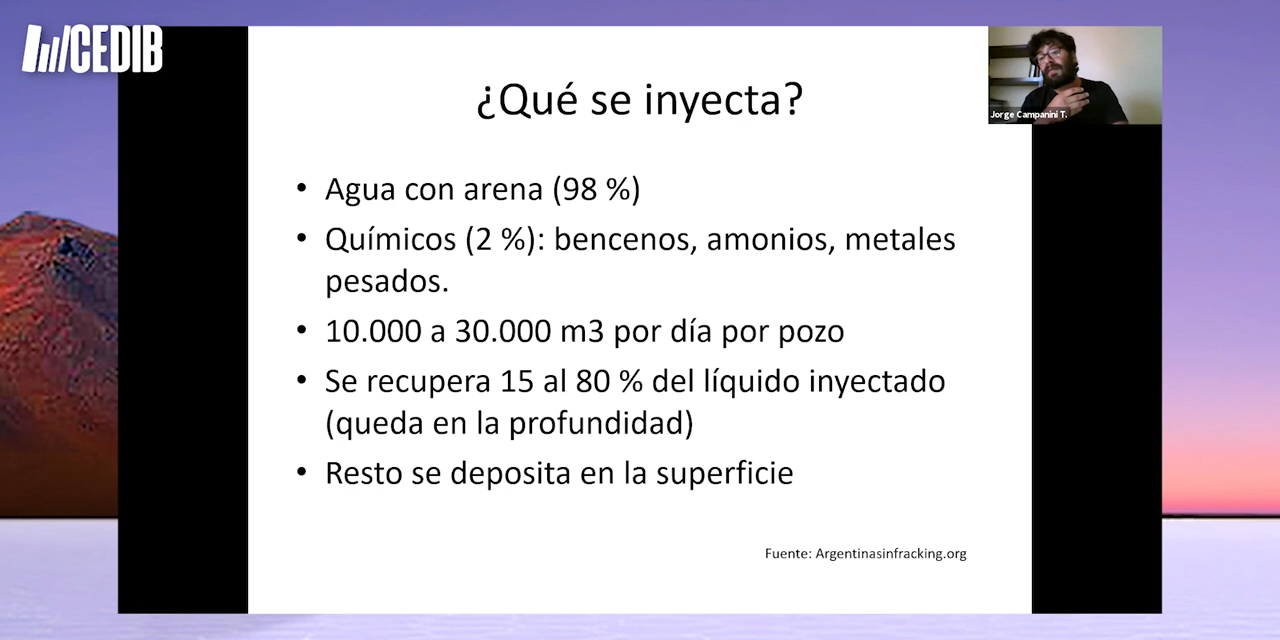 CEDIB
¿Qué se inyecta?
Jorge Campanini T.
• Agua con arena (98 %)
• Químicos (2 %): bencenos, amonios, metales
pesados.
• 10.000 a 30.000 m3 por día por pozo
• Se recupera 15 al 80 % del líquido inyectado
(queda en la profundidad)
• Resto se deposita en la superficie
Fuente: Argentinasinfracking.org